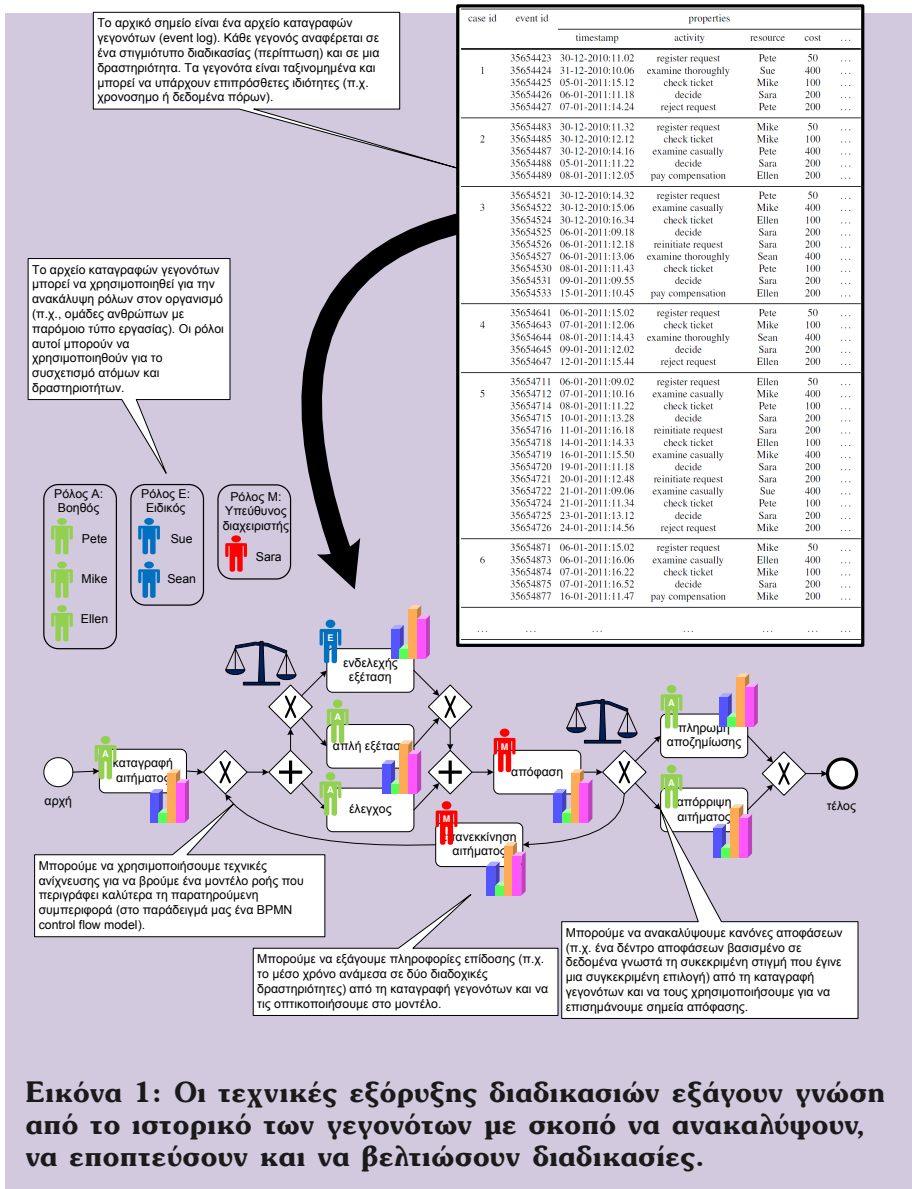 Το αρχικό σημείο είναι ένα αρχείο καταγραφών
γεγονότων (event log). Κάθε γεγονός αναφέρεται σε
ένα στιγμιότυπο διαδικασίας (περίπτωση) και σε μια
δραστηριότητα. Τα γεγονότα είναι ταξινομημένα και
μπορεί να υπάρχουν επιπρόσθετες ιδιότητες (π.χ.
χρονοσημο ή δεδομένα πόρων).
case id event id properties
timestamp activity resource cost ...
35654423 30-12-2010:11.02 register request Pete 50 ...
1 35654424 31-12-2010:10.06 examine thoroughly Sue 400 ...
35654425 05-01-2011:15.12 check ticket Mike 100 ...
35654426 06-01-2011:11.18 decide Sara 200 ...
35654427 07-01-2011:14.24 reject request Pete 200 ...
35654483 30-12-2010:11.32 register request Mike 50 ...
2 35654485 30-12-2010:12.12 check ticket Mike 100 ...
35654487 30-12-2010:14.16 examine casually Pete 400 ...
35654488 05-01-2011:11.22 decide Sara 200 ...
35654489 08-01-2011:12.05 pay compensation Ellen 200 ...
35654521 30-12-2010:14.32 register request Pete 50 ...
3 35654522 30-12-2010:15.06 examine casually Mike 400 ...
35654524 30-12-2010:16.34 check ticket Ellen 100 ...
35654525 06-01-2011:09.18 decide Sara 200 ...
35654526 06-01-2011:12.18 reinitiate request Sara 200 ...
35654527 06-01-2011:13.06 examine thoroughly Sean 400 ...
35654530 08-01-2011:11.43 check ticket Pete 100 ...
35654531 09-01-2011:09.55 decide Sara 200 ...
35654533 15-01-2011:10.45 pay compensation Ellen 200 ...
35654641 06-01-2011:15.02 register request Pete 50 ...
4 35654643 07-01-2011:12.06 check ticket Mike 100 ...
35654644 08-01-2011:14.43 examine thoroughly Sean 400 ...
35654645 09-01-2011:12.02 decide Sara 200 ...
35654647 12-01-2011:15.44 reject request Ellen 200 ...
35654711 06-01-2011:09.02 register request Ellen 50 ...
5 35654712 07-01-2011:10.16 examine casually Mike 400 ...
35654714 08-01-2011:11.22 check ticket Pete 100 ...
35654715 10-01-2011:13.28 decide Sara 200 ...
35654716 11-01-2011:16.18 reinitiate request Sara 200 ...
35654718 14-01-2011:14.33 check ticket Ellen 100 ...
35654719 16-01-2011:15.50 examine casually Mike 400 ...
35654720 19-01-2011:11.18 decide Sara 200 ...
35654721 20-01-2011:12.48 reinitiate request Sara 200 ...
35654722 21-01-2011:09.06 examine casually Sue 400 ...
35654724 21-01-2011:11.34 check ticket Pete 100 ...
35654725 23-01-2011:13.12 decide Sara 200 ...
35654726 24-01-2011:14.56 reject request Mike 200 ...
35654871 06-01-2011:15.02 register request Mike 50 ...
6 35654873 06-01-2011:16.06 examine casually Ellen 400 ...
35654874 07-01-2011:16.22 check ticket Mike 100 ...
35654875 07-01-2011:16.52 decide Sara 200 ...
35654877 16-01-2011:11.47 pay compensation Mike 200 ...
... ... ... ... ... ... ...
Το αρχείο καταγραφών γεγονότων
μπορεί να χρησιμοποιηθεί για την
ανακάλυψη ρόλων στον οργανισμό
(π.χ., ομάδες ανθρώπων με
παρόμοιο τύπο εργασίας). Οι ρόλοι
αυτοί μπορούν να
χρησιμοποιηθούν για το
συσχετισμό ατόμων και
δραστηριοτήτων.
Ρόλος Α:
Βοηθός
Pete
Mike
Ellen
Ρόλος Ε:
Ειδικός
Sue
Sean
Ρόλος Μ:
Υπεύθυνος
διαχειριστής
Sara
E
ενδελεχής
εξέταση
A
απλή εξέταση
A
έλεγχος
αρχή
A
καταγραφή
αιτήματος
M
απόφαση
M
επανεκκίνηση
αιτήματος
A
πληρωμή
αποζημίωσης
A
απόρριψη
αιτήματος
τέλος
Μπορούμε να χρησιμοποιήσουμε τεχνικές
ανίχνευσης για να βρούμε ένα μοντέλο ροής που
περιγράφει καλύτερα τη παρατηρούμενη
συμπεριφορά (στο παράδειγμά μας ένα BPMN
control flow model).
Μπορούμε να εξάγουμε πληροφορίες επίδοσης (π.χ.
το μέσο χρόνο ανάμεσα σε δύο διαδοχικές
δραστηριότητες) από τη καταγραφή γεγονότων και να
τις οπτικοποιήσουμε στο μοντέλο.
Μπορούμε να ανακαλύψουμε κανόνες αποφάσεων
(π.χ. ένα δέντρο αποφάσεων βασισμένο σε
δεδομένα γνωστά τη συκεκριμένη στιγμή που έγινε
μια συγκεκριμένη επιλογή) από τη καταγραφή
γεγονότων και να τους χρησιμοποιήσουμε για να
επισημάνουμε σημεία απόφασης.
Εικόνα 1: Οι τεχνικές εξόρυξης διαδικασιών εξάγουν γνώση
από το ιστορικό των γεγονότων με σκοπό να ανακαλύψουν,
να εποπτεύσουν και να βελτιώσουν διαδικασίες.